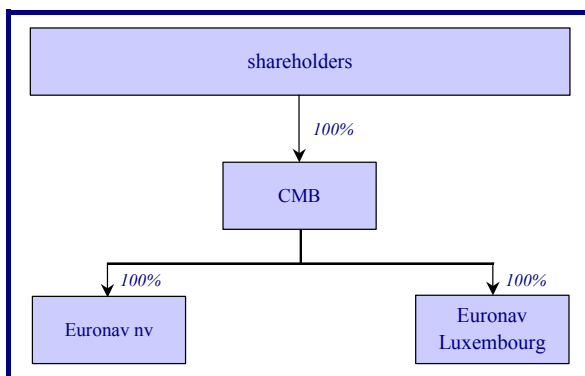 shareholders
100%
CMB
100%
100%
Euronav nv
Euronav
Luxembourg